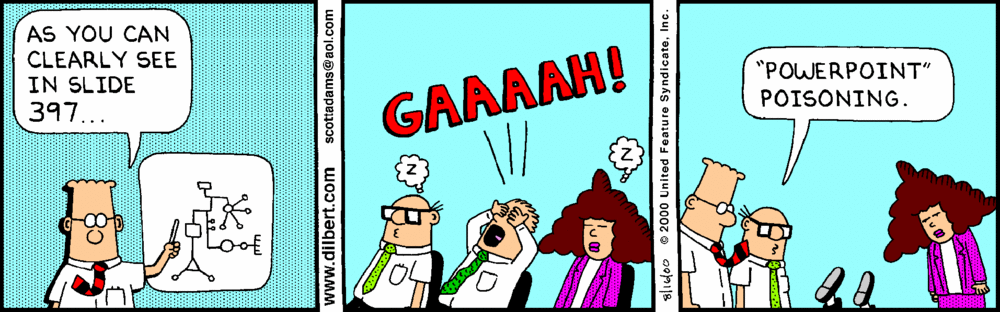 AS YOU CAN
CLEARLY SEE
IN SLIDE
397...
www.dilbert.com
scottadams@aol.com
GAAAAH!
Z
Z
© 2000 United Feature Syndicate, Inc.
"POWERPOINT"
POISONING.